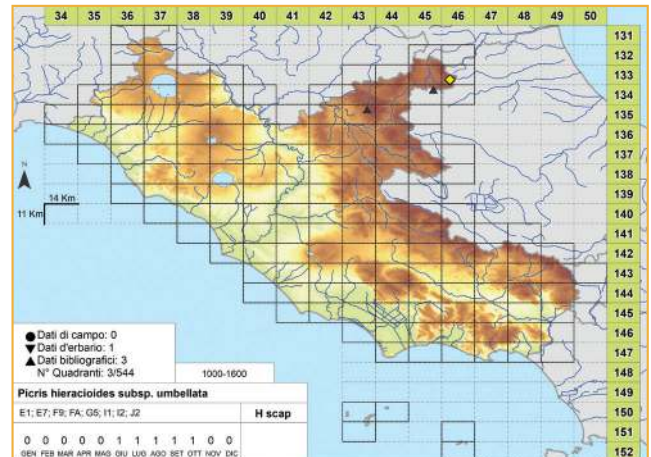 34 35 36 37 38 39 40 41 42 43 44 45 46 47 48 49 50
131
132
133
134
135
136
137
138
139
140
141
142
143
144
145
146
147
148
149
150
151
152
N
14 Km
11 Km
Dati di campo: 0
Dati d'erbario: 1
Dati bibliografici: 3
N° Quadranti: 3/544
1000-1600
Picris hieracioides subsp. umbellata
E1; E7; F9; FA; G5; I1; I2; J2 H scap
0 0 0 0 0 1 1 1 1 1 0 0
GEN FEB MAR APR MAG GIU LUG AGO SET OTT NOV DIC